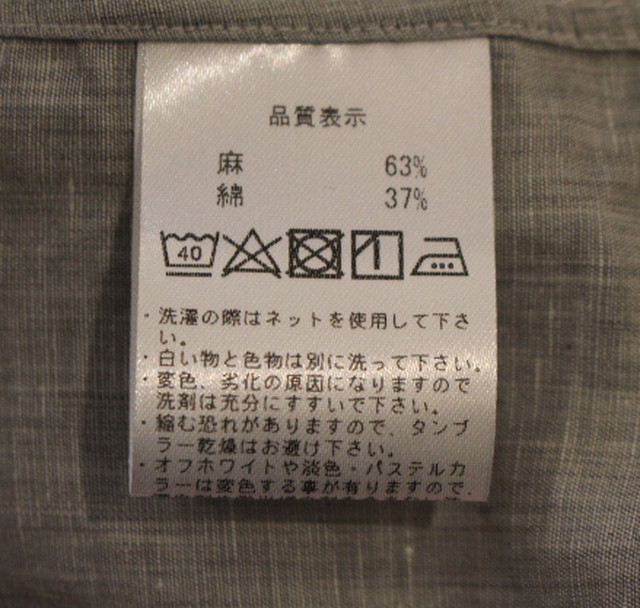 品質表示
麻 63%
綿 37%
40
・洗濯の際はネットを使用して下さ
い。
・白い物と色物は別に洗って下さい。
・変色、劣化の原因になりますので
洗剤は充分にすすいで下さい。
・縮む恐れがありますので、タンブ
ラー乾燥はお避け下さい。
・オフホワイトや淡色・パステルカ
ラーは変色する事が有りますので、